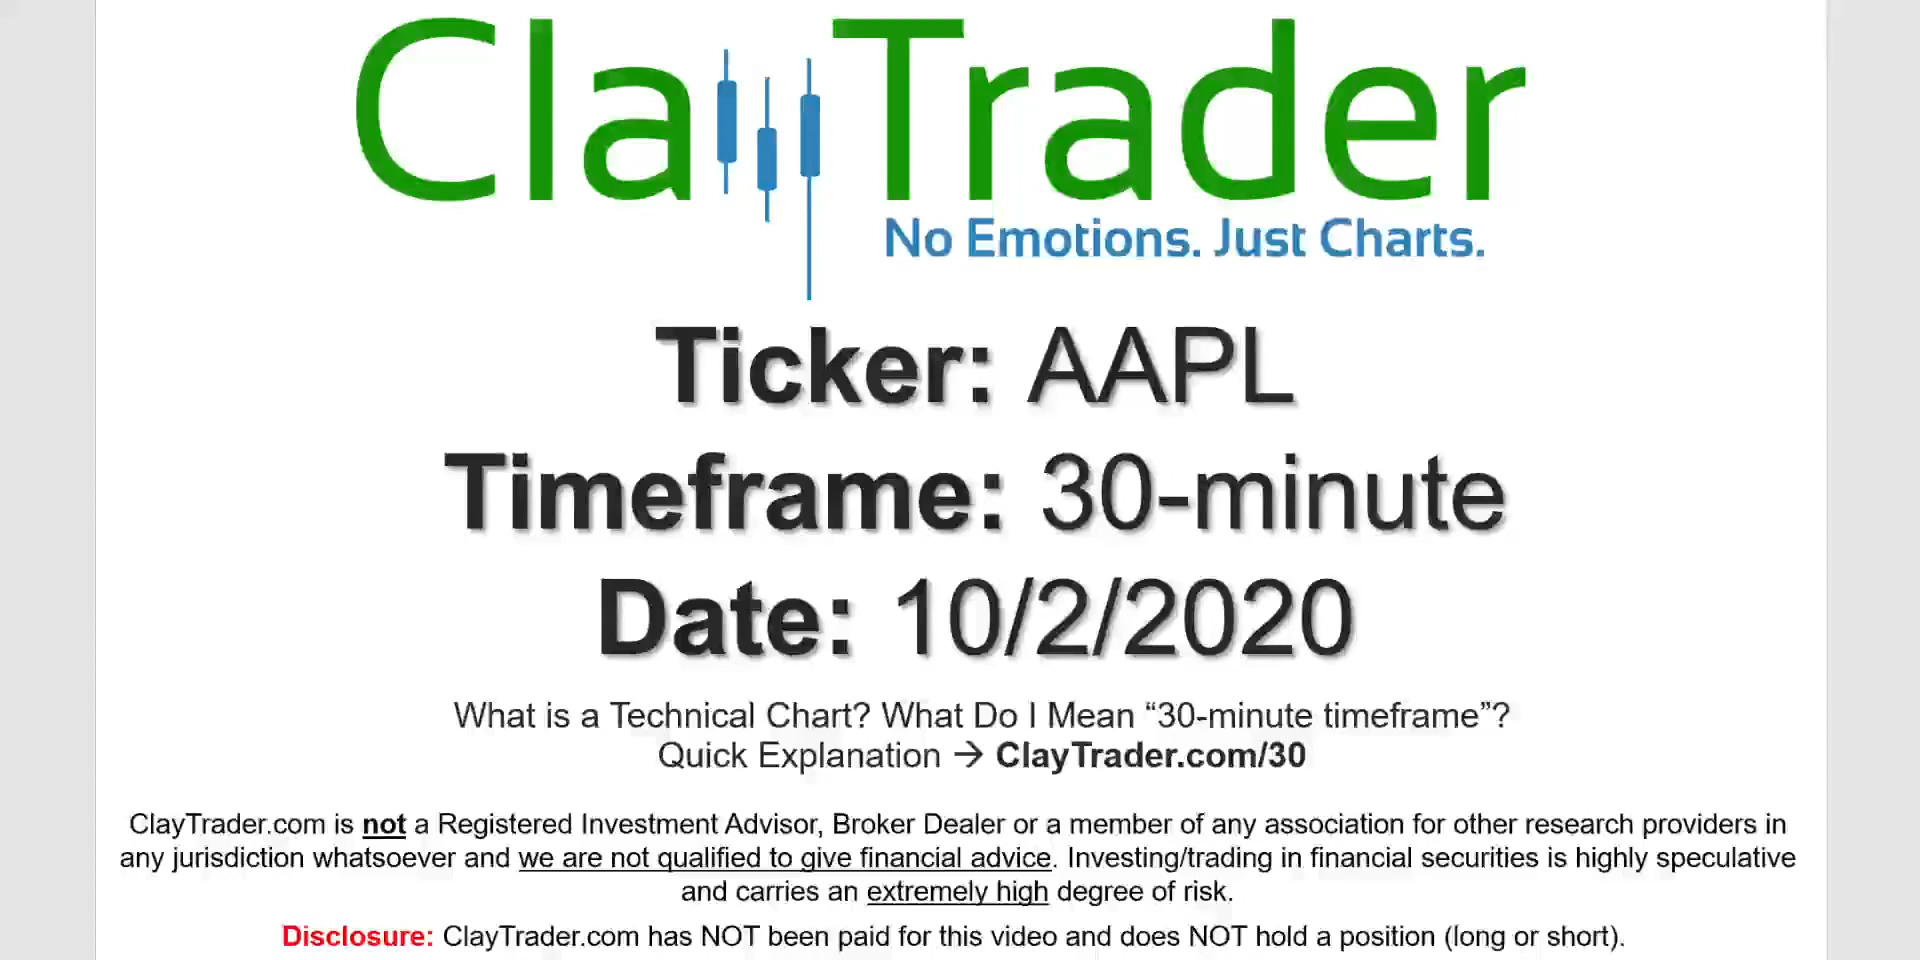 ClayTrader
No Emotions. Just Charts.
Ticker: AAPL
Timeframe: 30-minute
Date: 10/2/2020
What is a Technical Chart? What Do I Mean “30-minute timeframe”?
Quick Explanation → ClayTrader.com/30
ClayTrader.com is not a Registered Investment Advisor, Broker Dealer or a member of any association for other research providers in
any jurisdiction whatsoever and we are not qualified to give financial advice. Investing/trading in financial securities is highly speculative
and carries an extremely high degree of risk.
Disclosure: ClayTrader.com has NOT been paid for this video and does NOT hold a position (long or short).